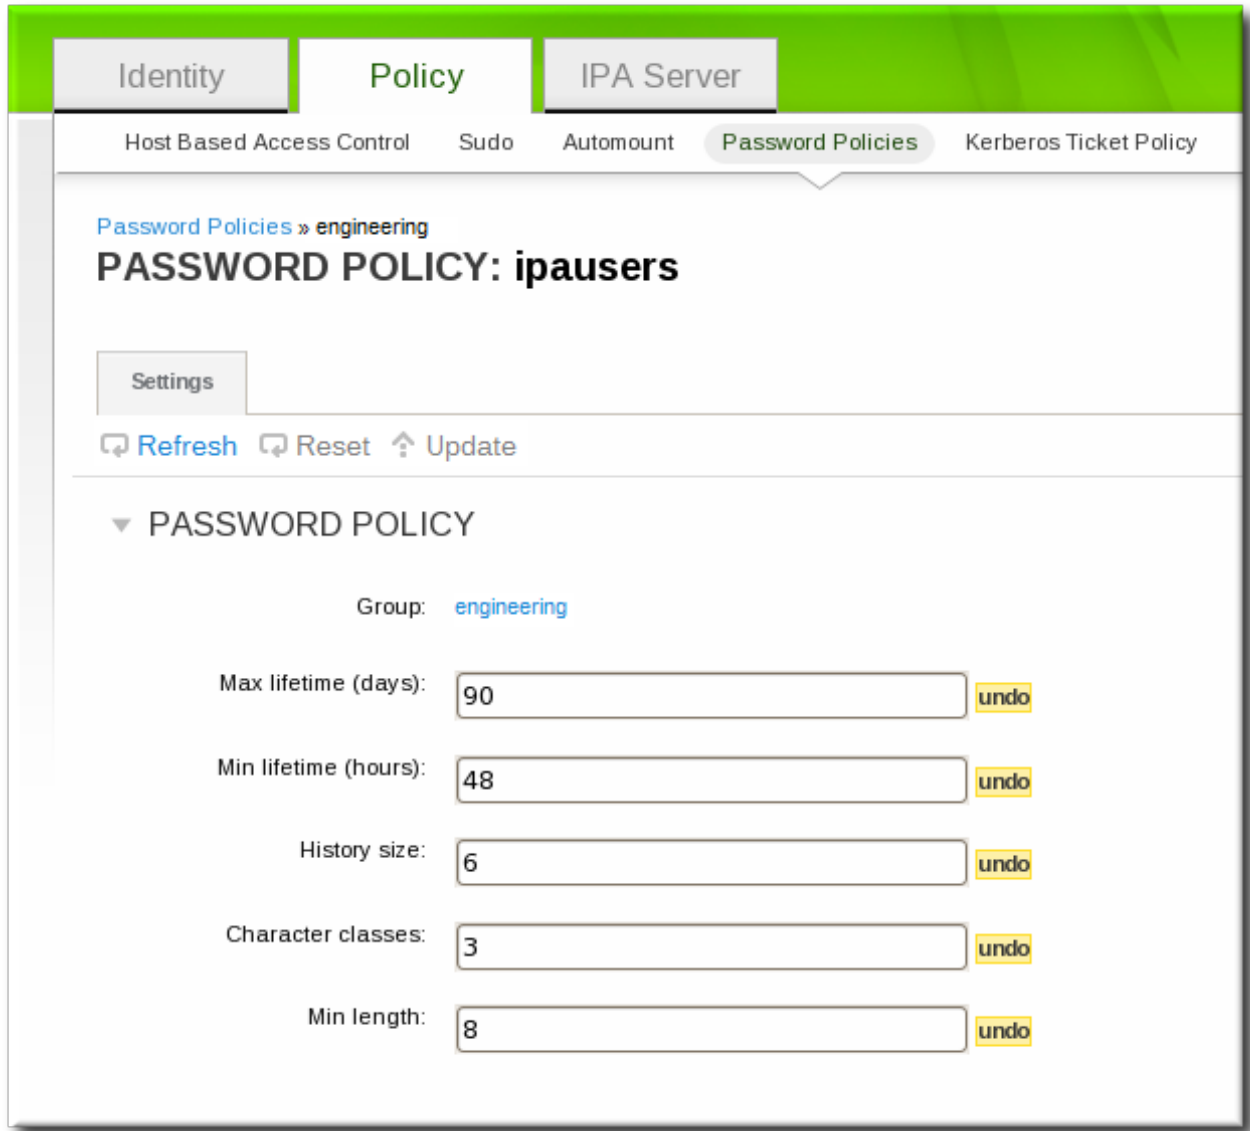 Identity Policy IPA Server
Host Based Access Control Sudo Automount Password Policies Kerberos Ticket Policy
Password Policies » engineering
PASSWORD POLICY: ipausers
Settings
Refresh Reset Update
PASSWORD POLICY
Group: engineering
Max lifetime (days): 90 undo
Min lifetime (hours): 48 undo
History size: 6 undo
Character classes: 3 undo
Min length: 8 undo